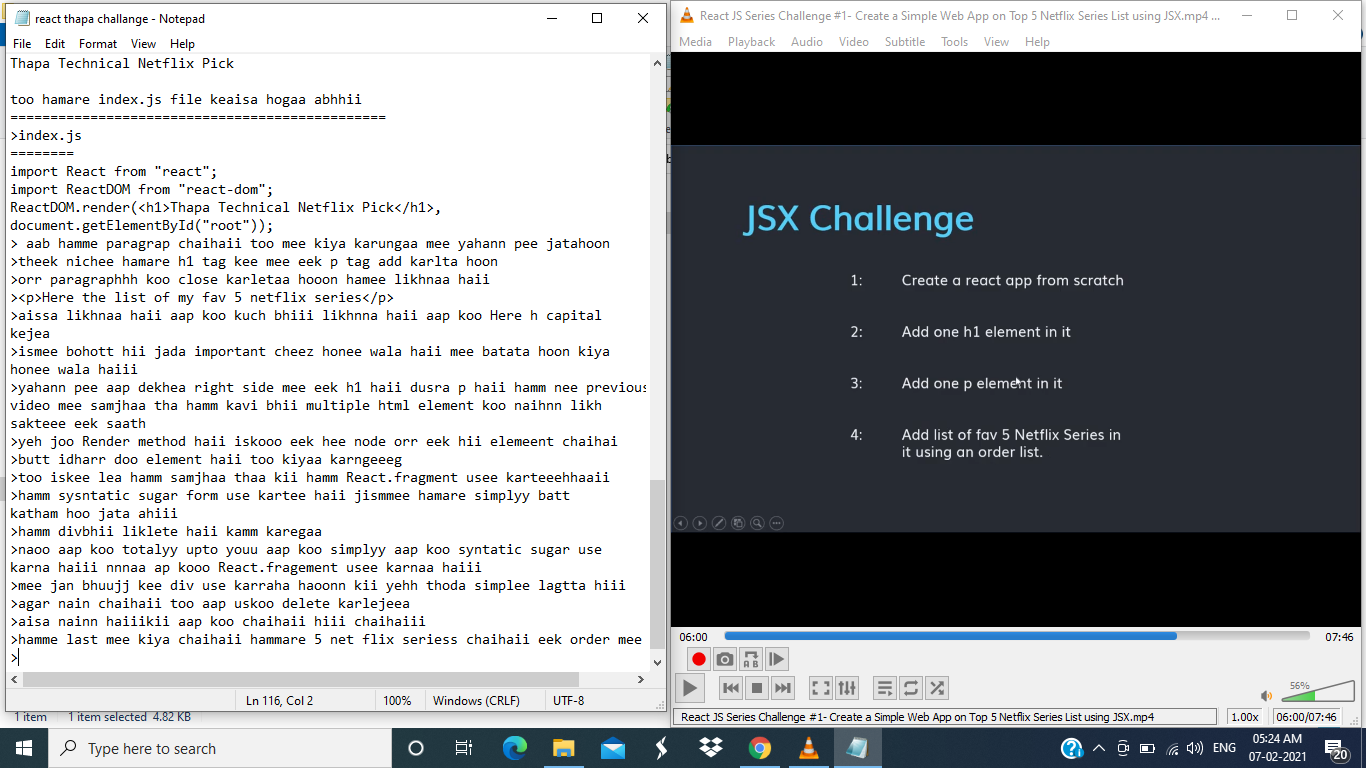 react thapa challange - Notepad
File Edit Format View Help
Thapa Technical Netflix Pick
too hamare index.js file keaisa hogaa abhhii
===============================================
>index.js
========
import React from "react";
import ReactDOM from "react-dom";
ReactDOM.render(<h1>Thapa Technical Netflix Pick</h1>,
document.getElementById("root"));
> aab hamme paragrap chaihaii too mee kiya karungaa mee yahann pee jatahoon
>theek nichee hamare h1 tag kee mee eek p tag add karlta hoon
>orr paragraphhh koo close karletaa hooon hamee likhnaa haii
><p>Here the list of my fav 5 netflix series</p>
>aissa likhnaa haii aap koo kuch bhiii likhnna haii aap koo Here h capital
kejea
>ismee bohott hii jada important cheez honee wala haii mee batata hoon kiya
honee wala haiii
>yahann pee aap dekhea right side mee eek h1 haii dusra p haii hamm nee previous
video mee samjhaa tha hamm kavi bhii multiple html element koo naihnn likh
sakteee eek saath
>yeh joo Render method haii iskooo eek hee node orr eek hii elemeent chaihai
>butt idharr doo element haii too kiyaa karngeeeg
>too iskee lea hamm samjhaa thaa kii hamm React.fragment usee karteeehhaaii
>hamm sysntatic sugar form use kartee haii jismmee hamare simplyy batt
katham hoo jata ahiii
>hamm divbhii liklete haii kamm karegaa
>naoo aap koo totalyy upto youu aap koo simplyy aap koo syntatic sugar use
karna haiii nnnaa ap kooo React.fragement usee karnaa haiii
>mee jan bhuujj kee div use karraha haoonn kii yehh thoda simplee lagtta hiii
>agar nain chaihaii too aap uskoo delete karlejeea
>aisa nainn haiiikii aap koo chaihaii hiii chaihaiii
>hamme last mee kiya chaihaii hammare 5 net flix seriess chaihaii eek order mee
>
Ln 116, Col 2 100% Windows (CRLF) UTF-8
1 item 1 item selected 4.82 KB
React JS Series Challenge #1- Create a Simple Web App on Top 5 Netflix Series List using JSX.mp4 ...
Media Playback Audio Video Subtitle Tools View Help
JSX Challenge
1: Create a react app from scratch
2: Add one h1 element in it
3: Add one p element in it
4: Add list of fav 5 Netflix Series in
it using an order list.
06:00 07:46
56%
React JS Series Challenge #1- Create a Simple Web App on Top 5 Netflix Series List using JSX.mp4 1.00x 06:00/07:46
Type here to search
ENG
05:24 AM
07-02-2021
20